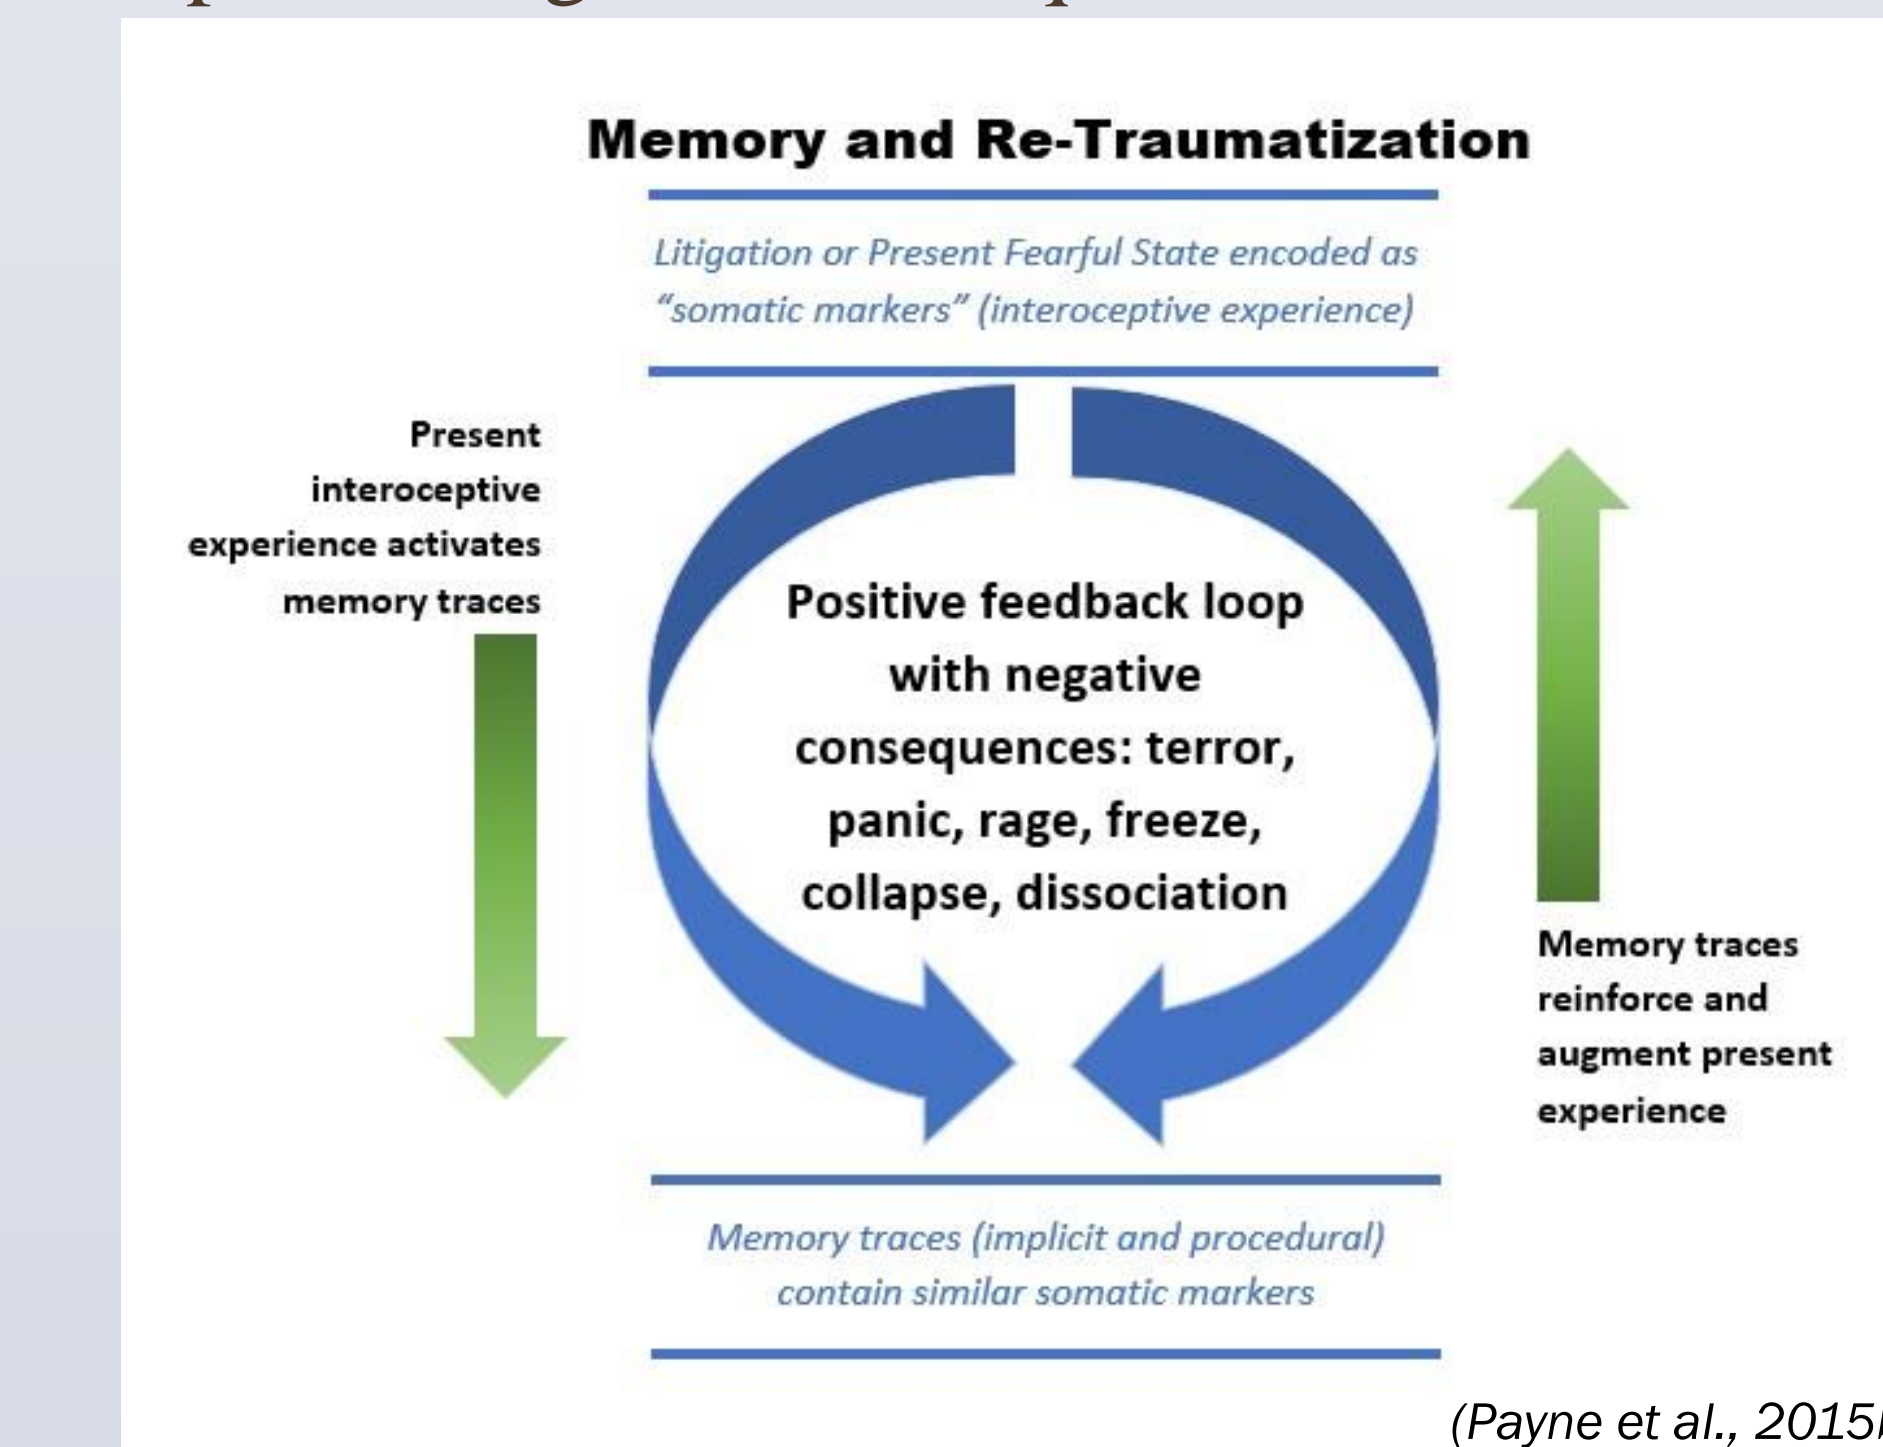 Memory and Re-Traumatization
Litigation or Present Fearful State encoded as
“somatic markers” (interoceptive experience)
Present
interoceptive
experience activates
memory traces
Positive feedback loop
with negative
consequences: terror,
panic, rage, freeze,
collapse, dissociation
Memory traces
reinforce and
augment present
experience
Memory traces (implicit and procedural)
contain similar somatic markers
(Payne et al., 2015